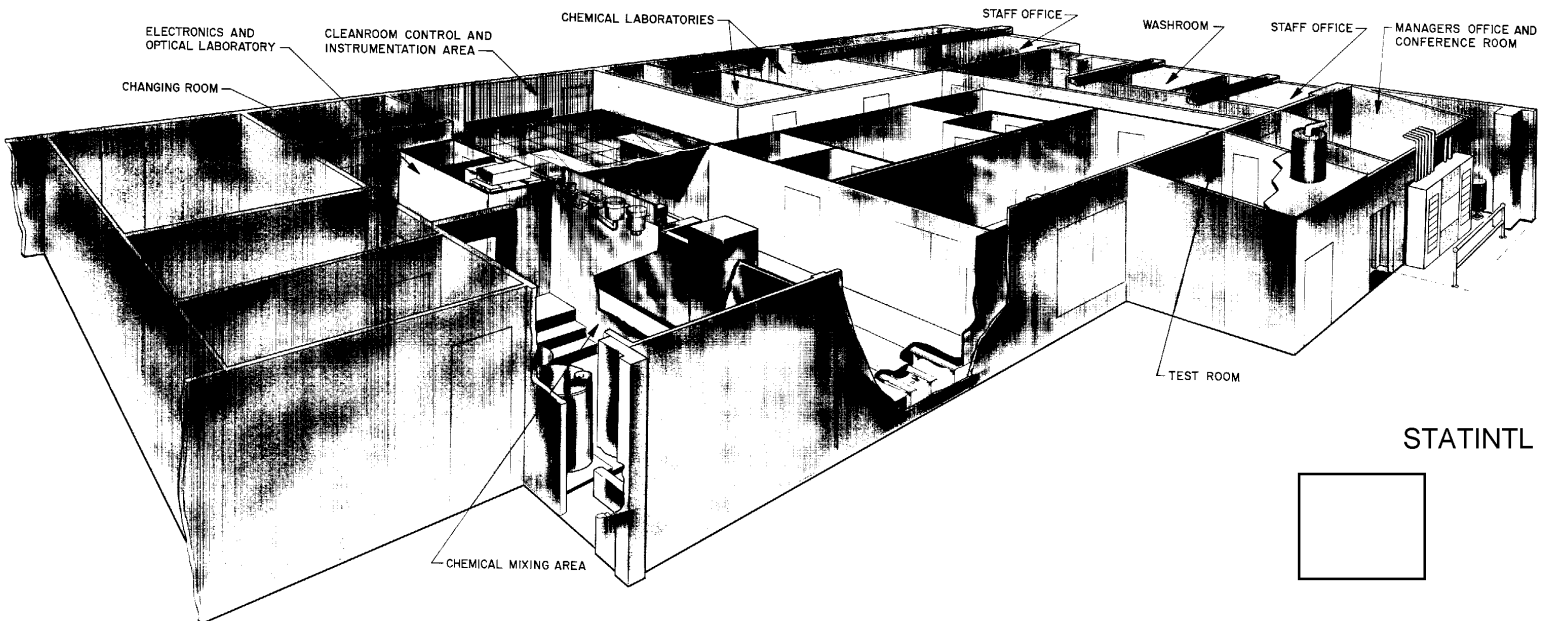 CHEMICAL LABORATORIES
STAFF OFFICE
WASHROOM
STAFF OFFICE
MANAGERS OFFICE AND
CONFERENCE ROOM
ELECTRONICS AND
OPTICAL LABORATORY
CLEANROOM CONTROL AND
INSTRUMENTATION AREA
CHANGING ROOM
TEST ROOM
STATINTL
CHEMICAL MIXING AREA